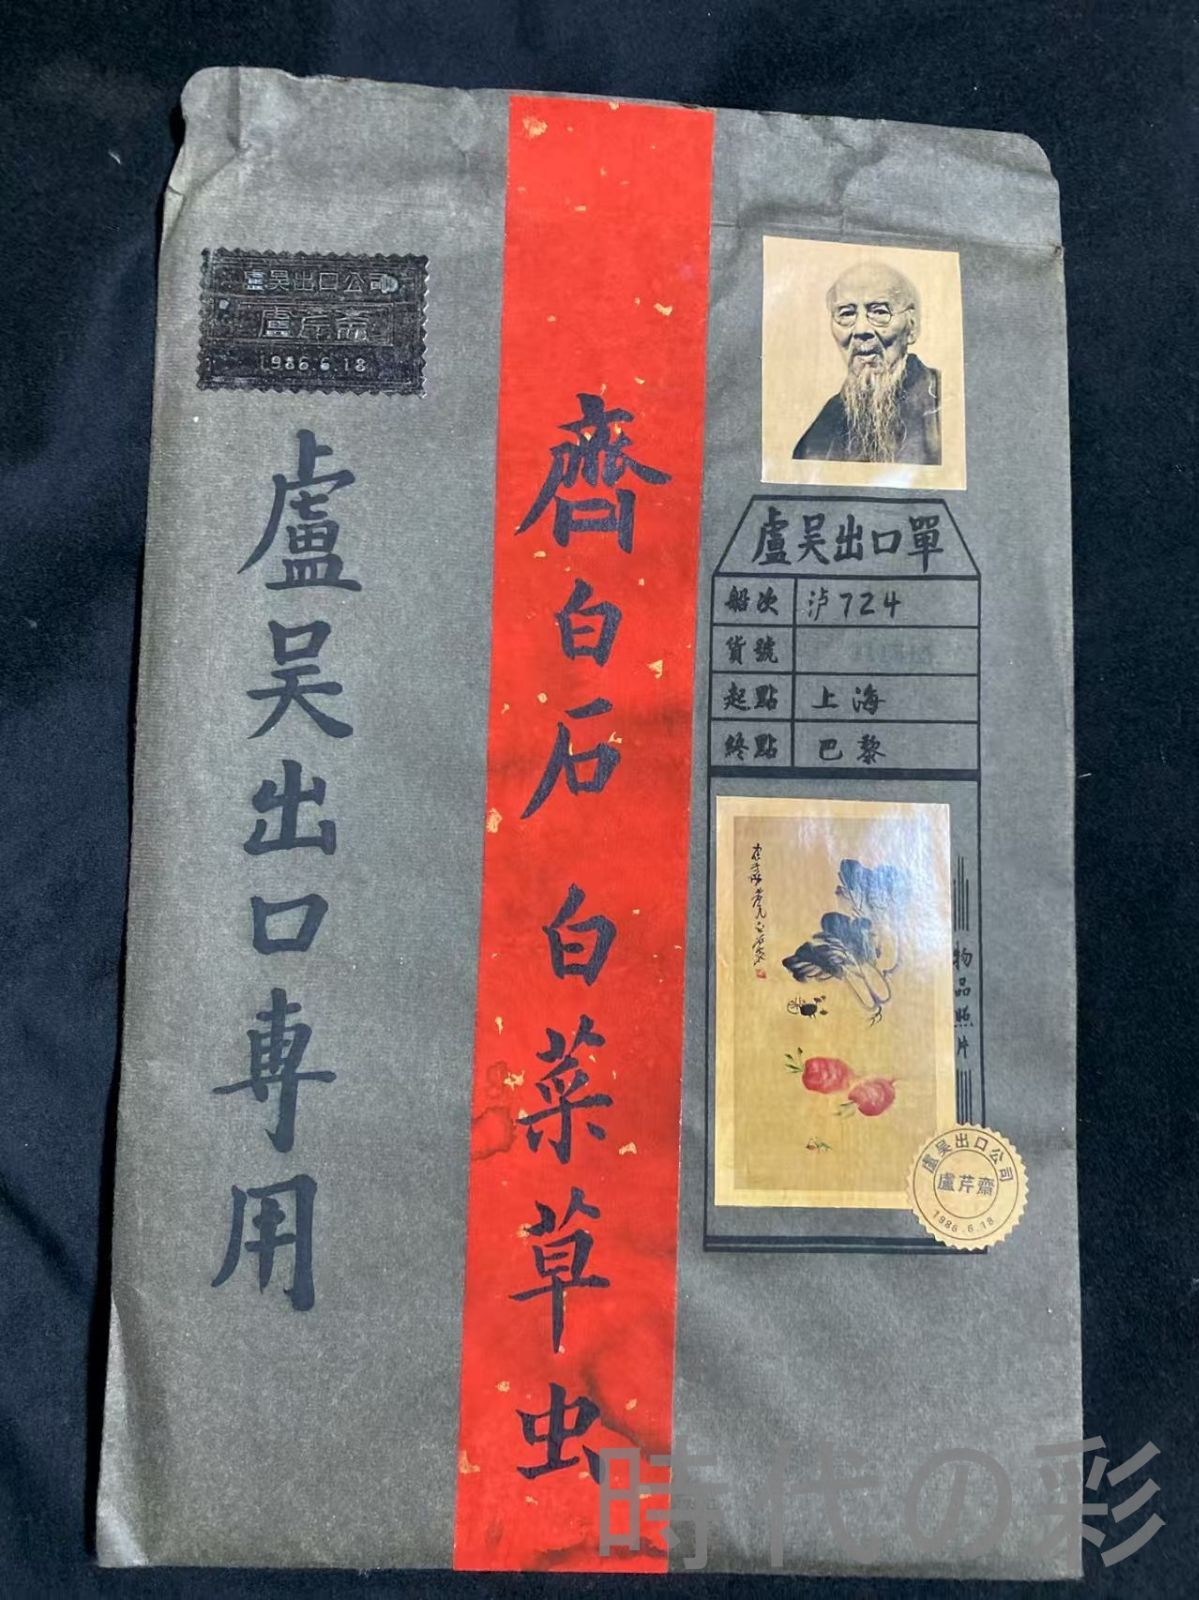 盧吴出口公司
盧芹齋
1986.6.18
盧吴出口専用
齊白石 白菜草虫
盧吴出口單
船次 泸724
貨號
起點 上海
終點 巴黎
物品照片
盧吴出口公司
盧芹齋
1986.6.18
時代の彩